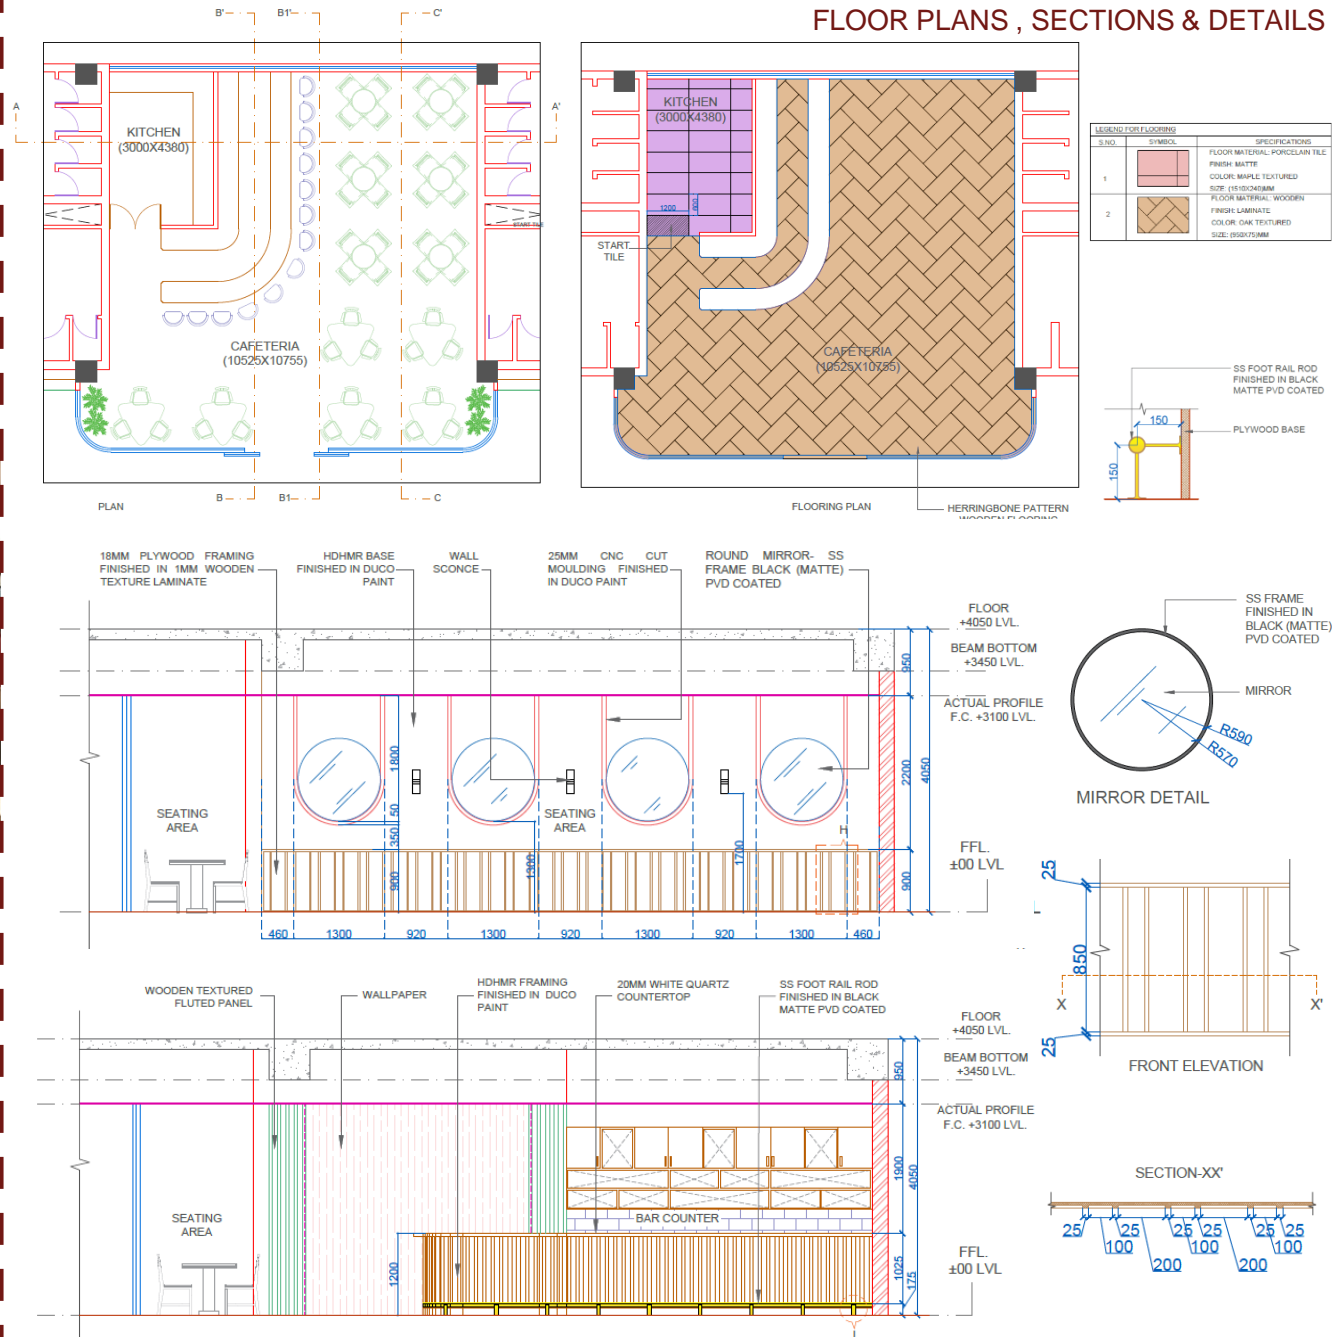 FLOOR PLANS , SECTIONS & DETAILS
B'
B1'
C'
A
A'
KITCHEN
(3000X4380)
START TILE
CAFETERIA
(10525X10755)
B
B1
C
PLAN
KITCHEN
(3000X4380)
1200
600
START
TILE
CAFETERIA
(10525X10755)
FLOORING PLAN
HERRINGBONE PATTERN
WOODEN FLOORING
LEGEND FOR FLOORING
S.NO. SYMBOL SPECIFICATIONS
1
FLOOR MATERIAL: PORCELAIN TILE
FINISH: MATTE
COLOR: MAPLE TEXTURED
SIZE: (1510X240)MM
2
FLOOR MATERIAL: WOODEN
FINISH: LAMINATE
COLOR: OAK TEXTURED
SIZE: (950X75)MM
SS FOOT RAIL ROD
FINISHED IN BLACK
MATTE PVD COATED
150
PLYWOOD BASE
150
18MM PLYWOOD FRAMING
FINISHED IN 1MM WOODEN
TEXTURE LAMINATE
HDHMR BASE
FINISHED IN DUCO
PAINT
WALL
SCONCE
25MM CNC CUT
MOULDING FINISHED
IN DUCO PAINT
ROUND MIRROR- SS
FRAME BLACK (MATTE)
PVD COATED
FLOOR
+4050 LVL.
BEAM BOTTOM
+3450 LVL.
ACTUAL PROFILE
F.C. +3100 LVL.
FFL.
±00 LVL
950
2200
4050
900
1800
50
350
900
1300
1700
SEATING
AREA
SEATING
AREA
H
460 1300 920 1300 920 1300 920 1300 460
SS FRAME
FINISHED IN
BLACK (MATTE)
PVD COATED
MIRROR
R590
R570
MIRROR DETAIL
25
850
25
X
X'
FRONT ELEVATION
WOODEN TEXTURED
FLUTED PANEL
WALLPAPER
HDHMR FRAMING
FINISHED IN DUCO
PAINT
20MM WHITE QUARTZ
COUNTERTOP
SS FOOT RAIL ROD
FINISHED IN BLACK
MATTE PVD COATED
FLOOR
+4050 LVL.
BEAM BOTTOM
+3450 LVL.
ACTUAL PROFILE
F.C. +3100 LVL.
FFL.
±00 LVL
950
1900
4050
1025
175
1200
SEATING
AREA
BAR COUNTER
SECTION-XX'
25 25 25 25 25 25
100 100 100
200 200